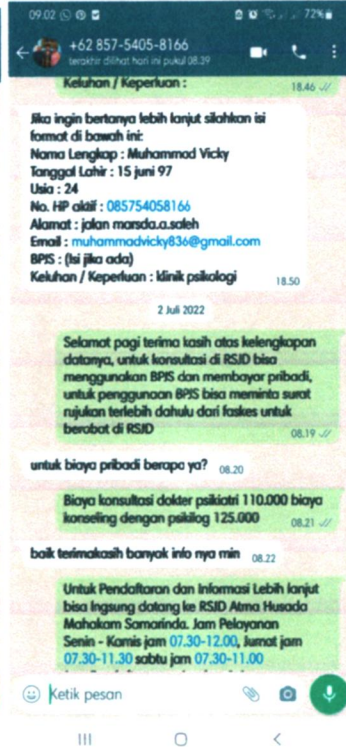 09.02
72%
+62 857-5405-8166
terakhir dilihat hari ini pukul 08.39
Keluhan / Keperluan :
18.46
Jika ingin bertanya lebih lanjut silahkan isi
format di bawah ini:
Nama Lengkap : Muhammad Vicky
Tanggal Lahir : 15 juni 97
Usia : 24
No. HP aktif : 085754058166
Alamat : jalan marsda.a.saleh
Email : muhammadvicky836@gmail.com
BPJS : (Isi jika ada)
Keluhan / Keperluan : klinik psikologi
18.50
2 Juli 2022
Selamat pagi terima kasih atas kelengkapan
datanya, untuk konsultasi di RSJD bisa
menggunakan BPJS dan membayar pribadi,
untuk penggunaan BPJS bisa meminta surat
rujukan terlebih dahulu dari faskes untuk
berobat di RSJD
08.19
untuk biaya pribadi berapa ya? 08.20
Biaya konsultasi dokter psikiatri 110.000 biaya
konseling dengan psikilog 125.000
08.21
baik terimakasih banyak info nya min 08.22
Untuk Pendaftaran dan Informasi Lebih lanjut
bisa lngsung datang ke RSJD Atma Husada
Mahakam Samarinda. Jam Pelayanan
Senin - Kamis jam 07.30-12.00, Jumat jam
07.30-11.30 sabtu jam 07.30-11.00
Ketik pesan